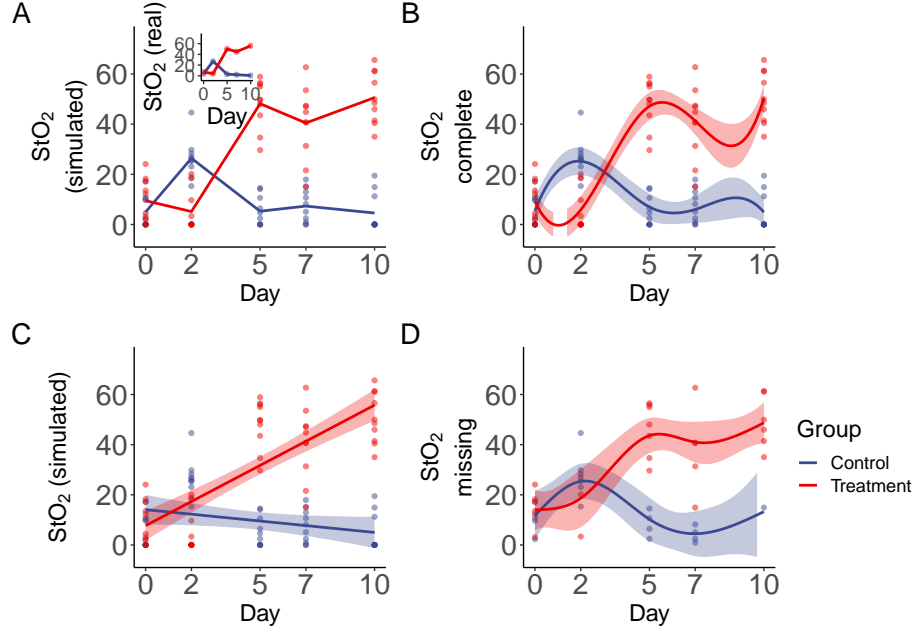 A
StO2 (real)
60
40
20
0
0 5 10
Day
StO2
(simulated)
60
40
20
0
0 2 5 7 10
Day
B
StO2
complete
60
40
20
0
0 2 5 7 10
Day
C
StO2 (simulated)
60
40
20
0
0 2 5 7 10
Day
D
StO2
missing
60
40
20
0
0 2 5 7 10
Day
Group
Control
Treatment